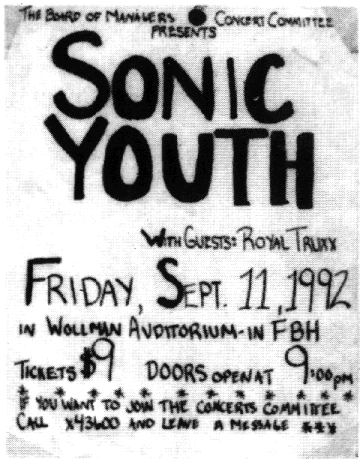 THE BOARD OF MANAGERS ● CONCERT COMMITTEE
PRESENTS
SONIC
YOUTH
WITH GUESTS: ROYAL TRUXX
FRIDAY, SEPT. 11, 1992
IN WOLLMAN AUDITORIUM-IN FBH
TICKETS $9 DOORS OPEN AT 9:00pm
* * * * * * * * * * * * *
IF YOU WANT TO JOIN THE CONCERTS COMMITTEE
CALL X43600 AND LEAVE A MESSAGE ***